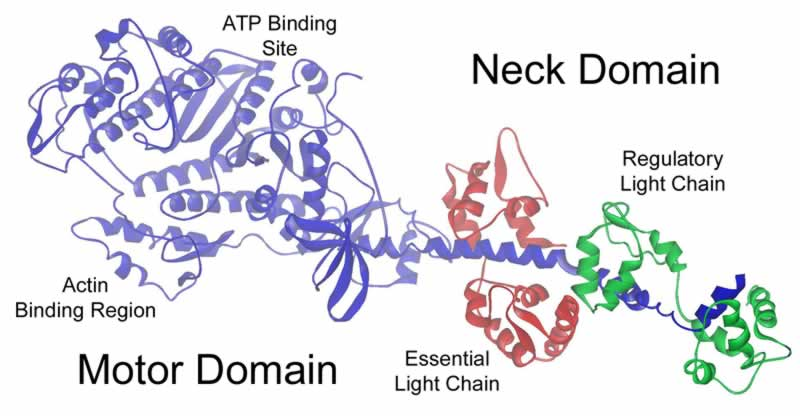 ATP Binding
Site
Neck Domain
Regulatory
Light Chain
Actin
Binding Region
Motor Domain
Essential
Light Chain